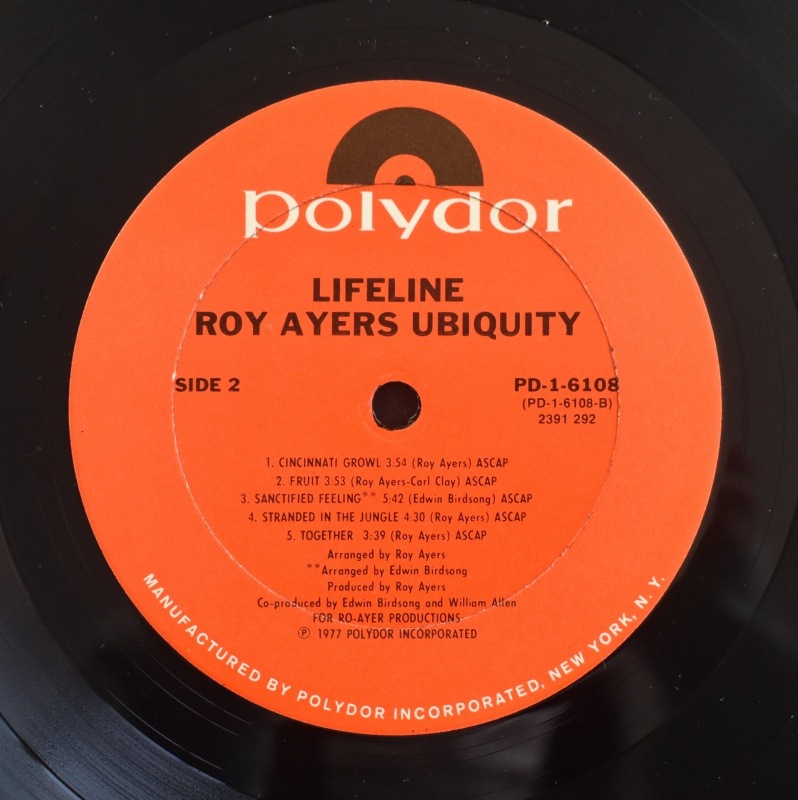 polydor
LIFELINE
ROY AYERS UBIQUITY
SIDE 2
PD-1-6108
(PD-1-6108-B)
2391 292
1. CINCINNATI GROWL 3:54 (Roy Ayers) ASCAP
2. FRUIT 3:53 (Roy Ayers-Carl Clay) ASCAP
3. SANCTIFIED FEELING** 5:42 (Edwin Birdsong) ASCAP
4. STRANDED IN THE JUNGLE 4:30 (Roy Ayers) ASCAP
5. TOGETHER 3:39 (Roy Ayers) ASCAP
Arranged by Roy Ayers
**Arranged by Edwin Birdsong
Produced by Roy Ayers
Co-produced by Edwin Birdsong and William Allen
FOR RO-AYER PRODUCTIONS
℗ 1977 POLYDOR INCORPORATED
MANUFACTURED BY POLYDOR INCORPORATED, NEW YORK, N. Y.